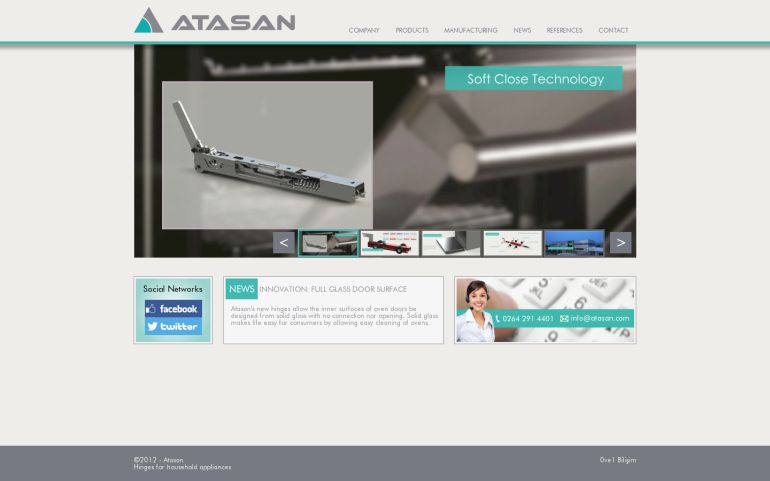 ATASAN
COMPANY PRODUCTS MANUFACTURING NEWS REFERENCES CONTACT
Soft Close Technology
< >
Social Networks
facebook
twitter
NEWS INNOVATION: FULL GLASS DOOR SURFACE
Atasan's new hinges allow the inner surfaces of oven doors be
designed from solid glass with no connection nor opening. Solid glass
makes life easy for consumers by allowing easy cleaning of ovens.
0264 291 4401 info@atasan.com
©2012 - Atasan
Hinges for household appliances
Ove1 Bilişim